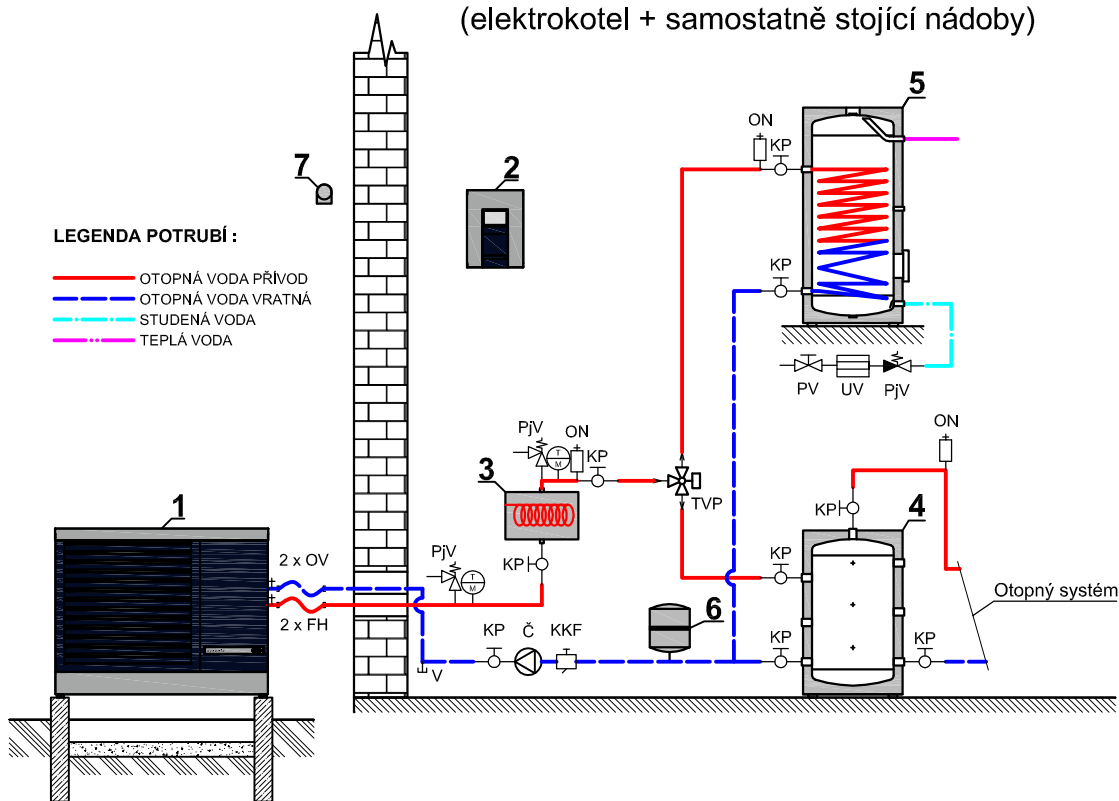 (elektrokotel + samostatně stojící nádoby)
5
ON
KP
7
2
LEGENDA POTRUBÍ :
OTOPNÁ VODA PŘÍVOD
OTOPNÁ VODA VRATNÁ
STUDENÁ VODA
TEPLÁ VODA
KP
PV
UV
PjV
ON
PjV
ON
KP
T
M
3
TVP
KP
4
1
2 x OV
PjV
T
M
KP
KP
Otopný systém
2 x FH
6
KP
Č
KKF
KP
KP
V